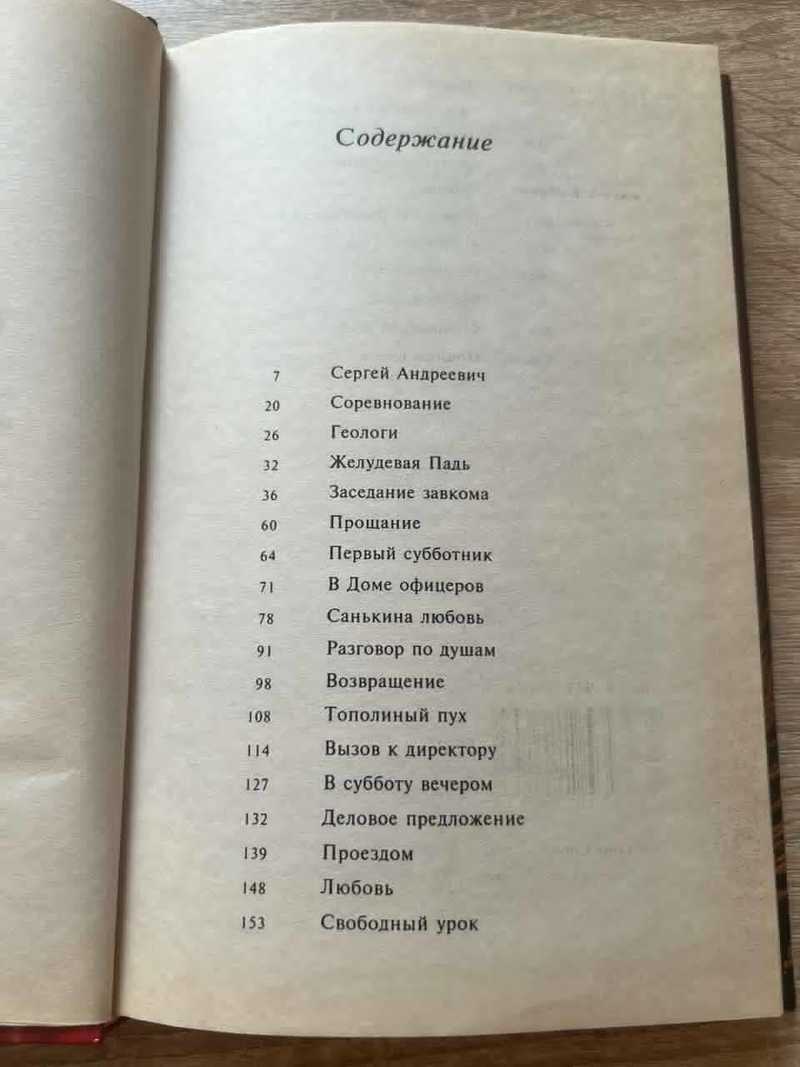 Содержание
7 Сергей Андреевич
20 Соревнование
26 Геологи
32 Желудевая Падь
36 Заседание завкома
60 Прощание
64 Первый субботник
71 В Доме офицеров
78 Санькина любовь
91 Разговор по душам
98 Возвращение
108 Тополиный пух
114 Вызов к директору
127 В субботу вечером
132 Деловое предложение
139 Проездом
148 Любовь
153 Свободный урок